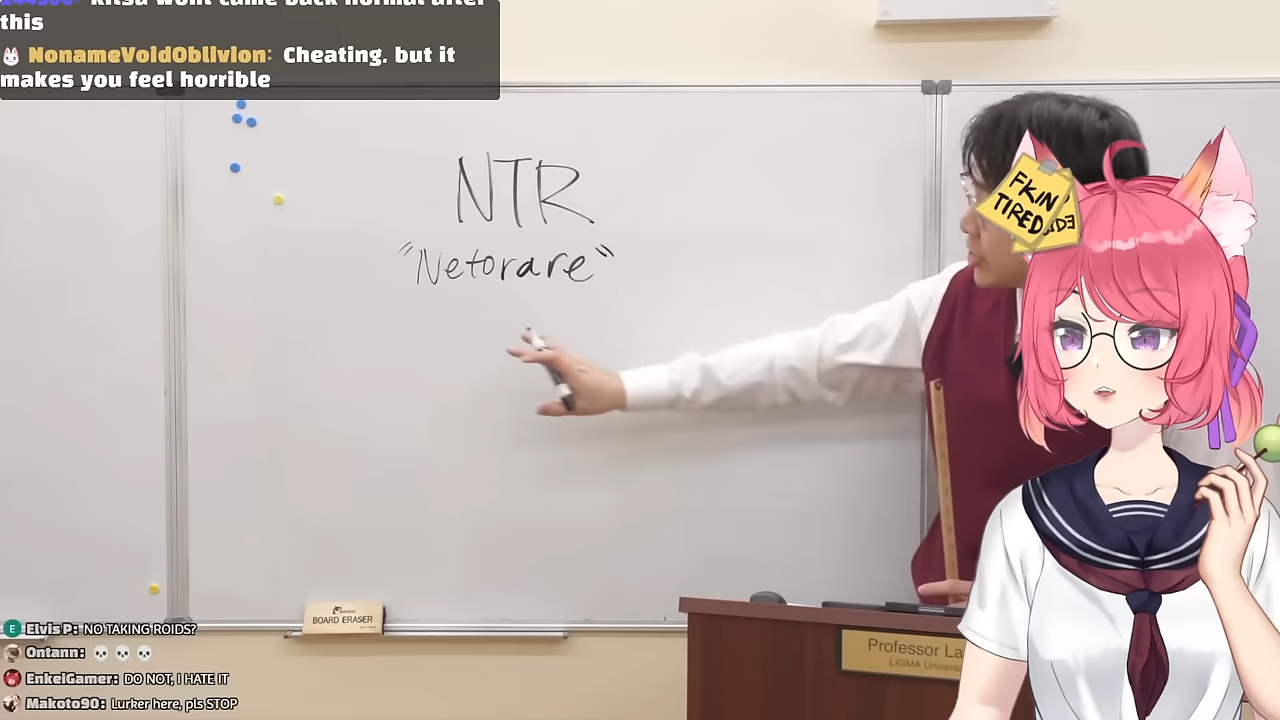 Kitsu wont came back normal after
this
NonameVoidOblivion: Cheating, but it
makes you feel horrible
NTR
"Netorare"
FKIN
TIRED
BOARD ERASER
Professor La
LIGMA Universi
E Elvis P: NO TAKING ROIDS?
Ontann: 💀 💀 💀
EnkelGamer: DO NOT, I HATE IT
Makoto90: Lurker here, pls STOP